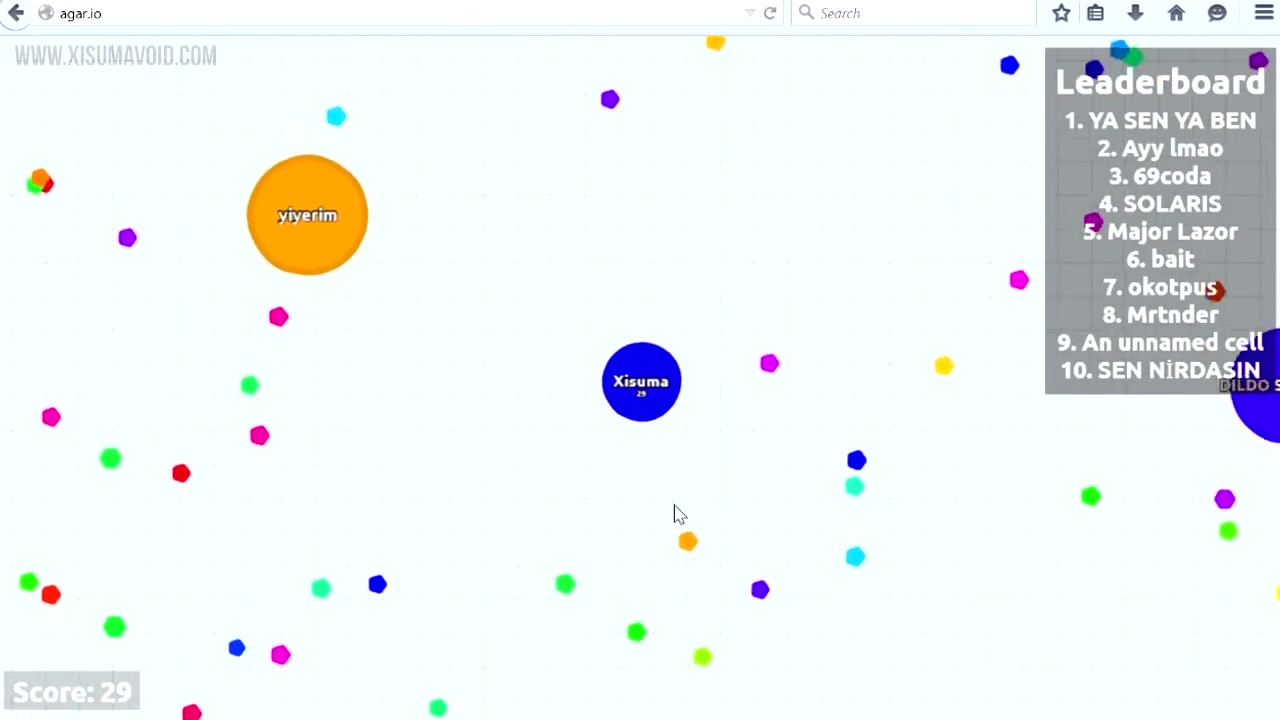 agar.io
Search
WWW.XISUMAVOID.COM
Leaderboard
1. YA SEN YA BEN
2. Ayy lmao
3. 69coda
4. SOLARIS
5. Major Lazor
6. bait
7. okotpus
8. Mrtnder
9. An unnamed cell
10. SEN NİRDASIN
yiyerim
Xisuma
29
DILDO S
Score: 29